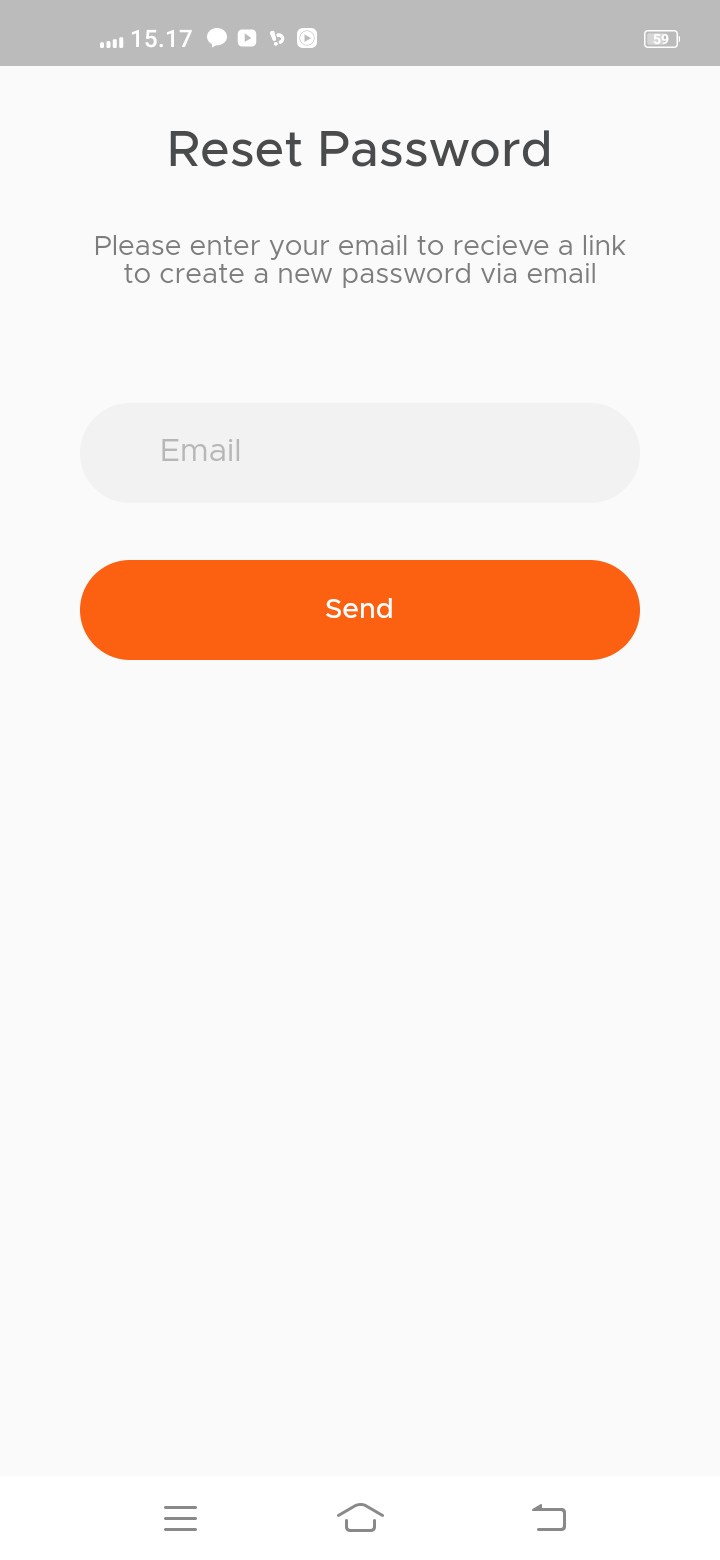 15.17
59
Reset Password
Please enter your email to recieve a link
to create a new password via email
Email
Send